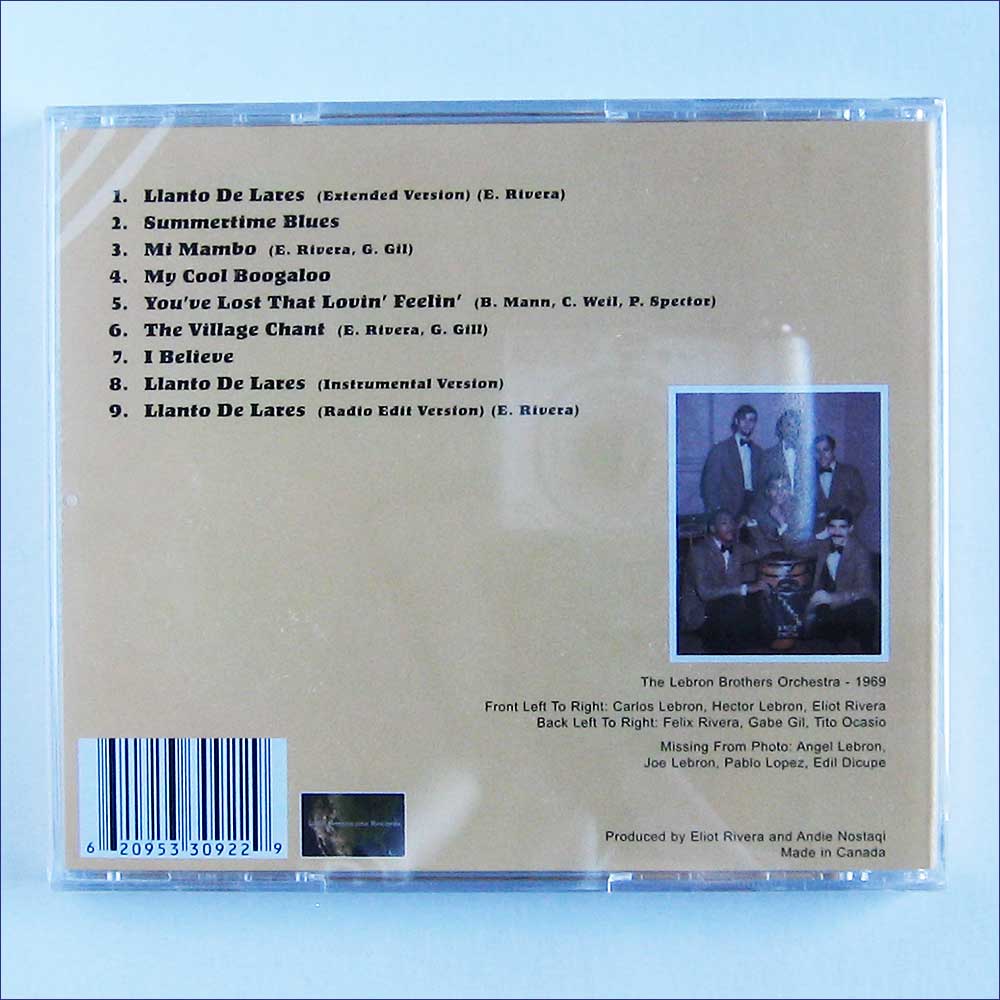 1. Llanto De Lares (Extended Version) (E. Rivera)
2. Summertime Blues
3. Mi Mambo (E. Rivera, G. Gil)
4. My Cool Boogaloo
5. You've Lost That Lovin' Feelin' (B. Mann, C. Weil, P. Spector)
6. The Village Chant (E. Rivera, G. Gill)
7. I Believe
8. Llanto De Lares (Instrumental Version)
9. Llanto De Lares (Radio Edit Version) (E. Rivera)
The Lebron Brothers Orchestra - 1969
Front Left To Right: Carlos Lebron, Hector Lebron, Eliot Rivera
Back Left To Right: Felix Rivera, Gabe Gil, Tito Ocasio
Missing From Photo: Angel Lebron,
Joe Lebron, Pablo Lopez, Edil Dicupe
Produced by Eliot Rivera and Andie Nostaqi
Made in Canada
6 20953 30922 9
Records